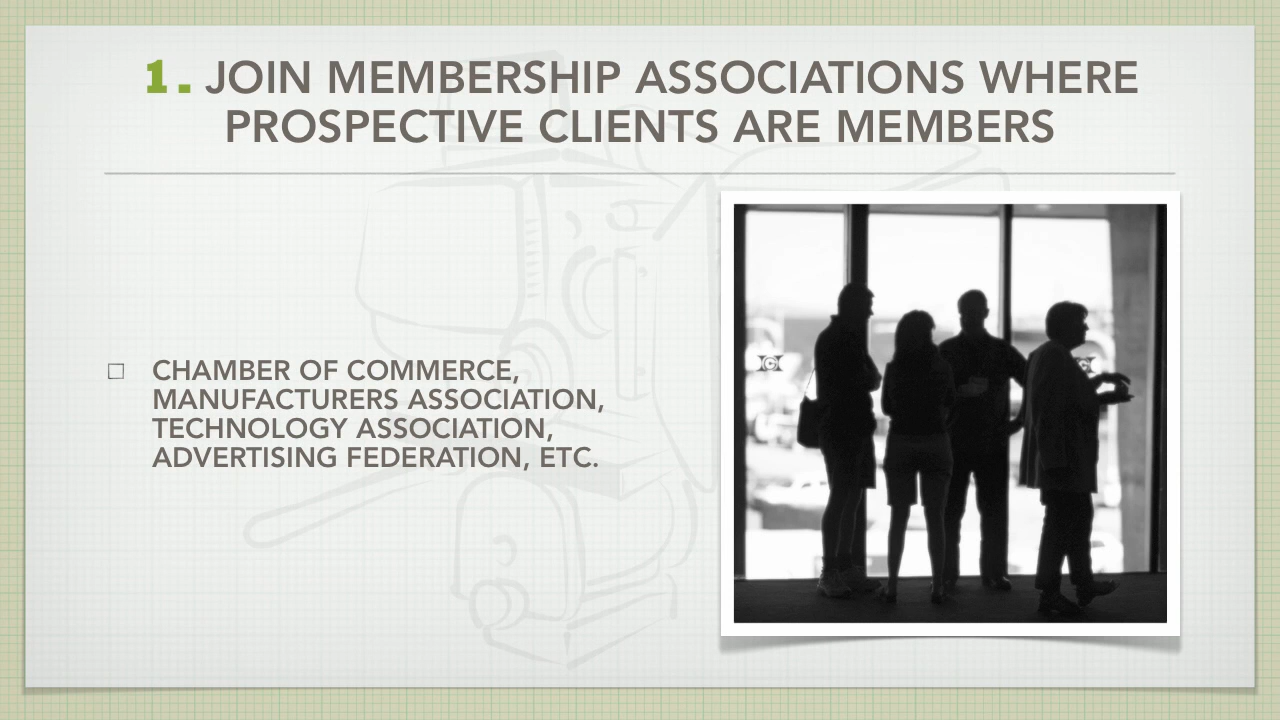 1. JOIN MEMBERSHIP ASSOCIATIONS WHERE
PROSPECTIVE CLIENTS ARE MEMBERS
CHAMBER OF COMMERCE,
MANUFACTURERS ASSOCIATION,
TECHNOLOGY ASSOCIATION,
ADVERTISING FEDERATION, ETC.